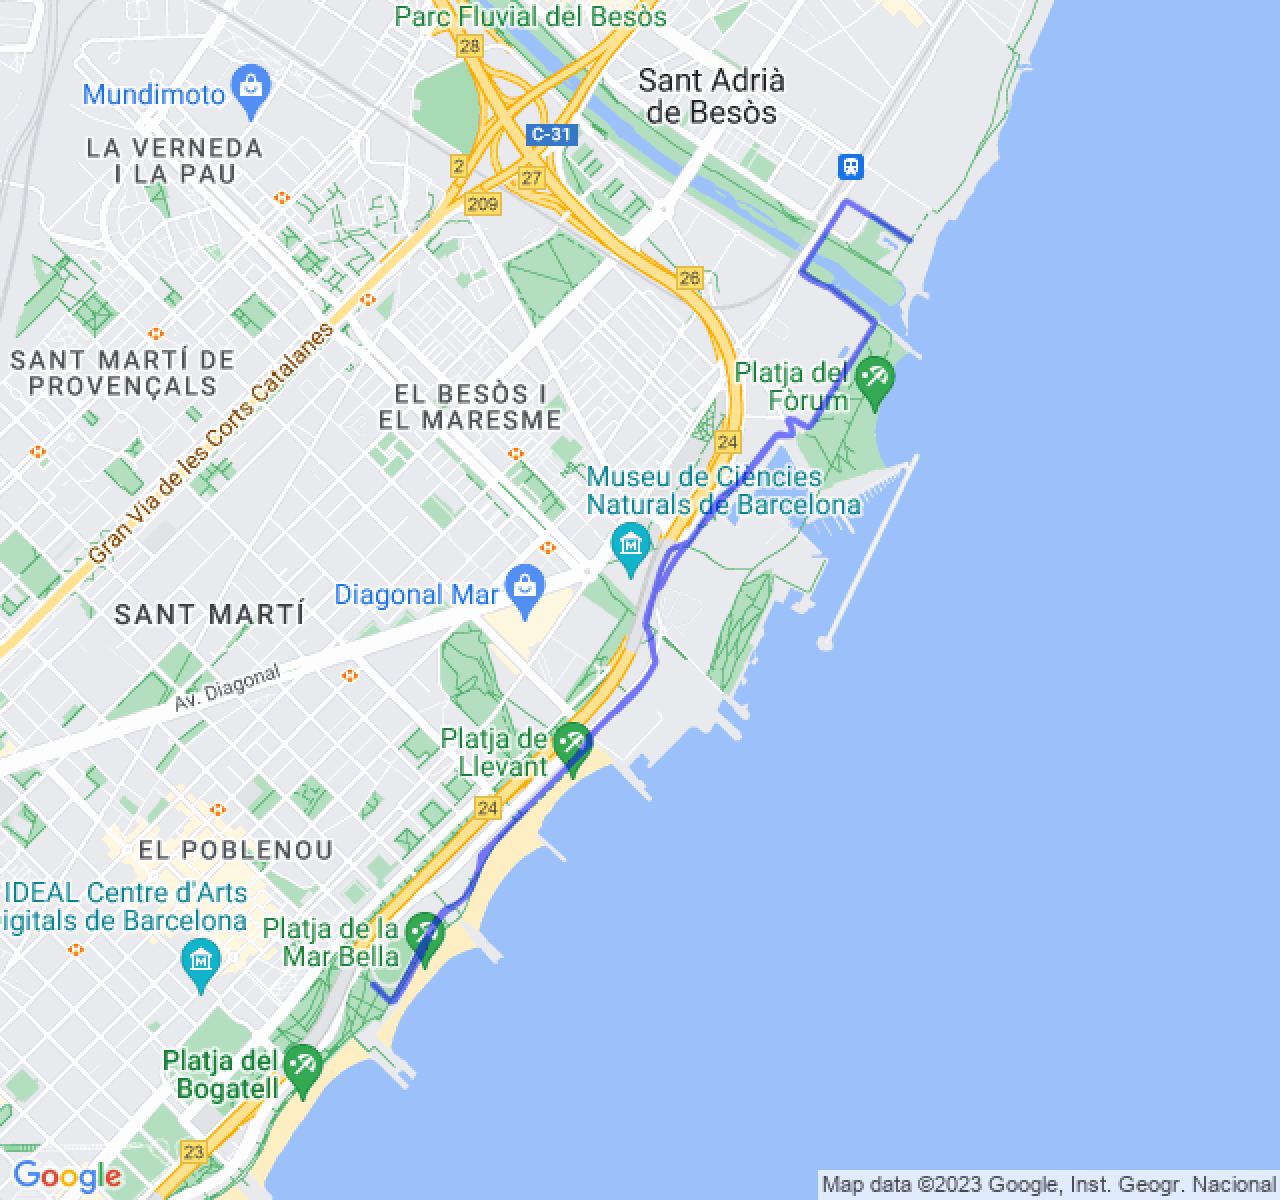 Parc Fluvial del Besòs
28
Mundimoto
Sant Adrià
de Besòs
C-31
LA VERNEDA
I LA PAU
2
27
209
26
SANT MARTÍ DE
PROVENÇALS
Gran Via de les Corts Catalanes
EL BESÒS I
EL MARESME
Platja del
Fòrum
24
Museu de Ciències
Naturals de Barcelona
Diagonal Mar
SANT MARTÍ
Av. Diagonal
Platja de
Llevant
24
EL POBLENOU
IDEAL Centre d'Arts
igitals de Barcelona
Platja de la
Mar Bella
Platja del
Bogatell
23
Google
Map data ©2023 Google, Inst. Geogr. Nacional